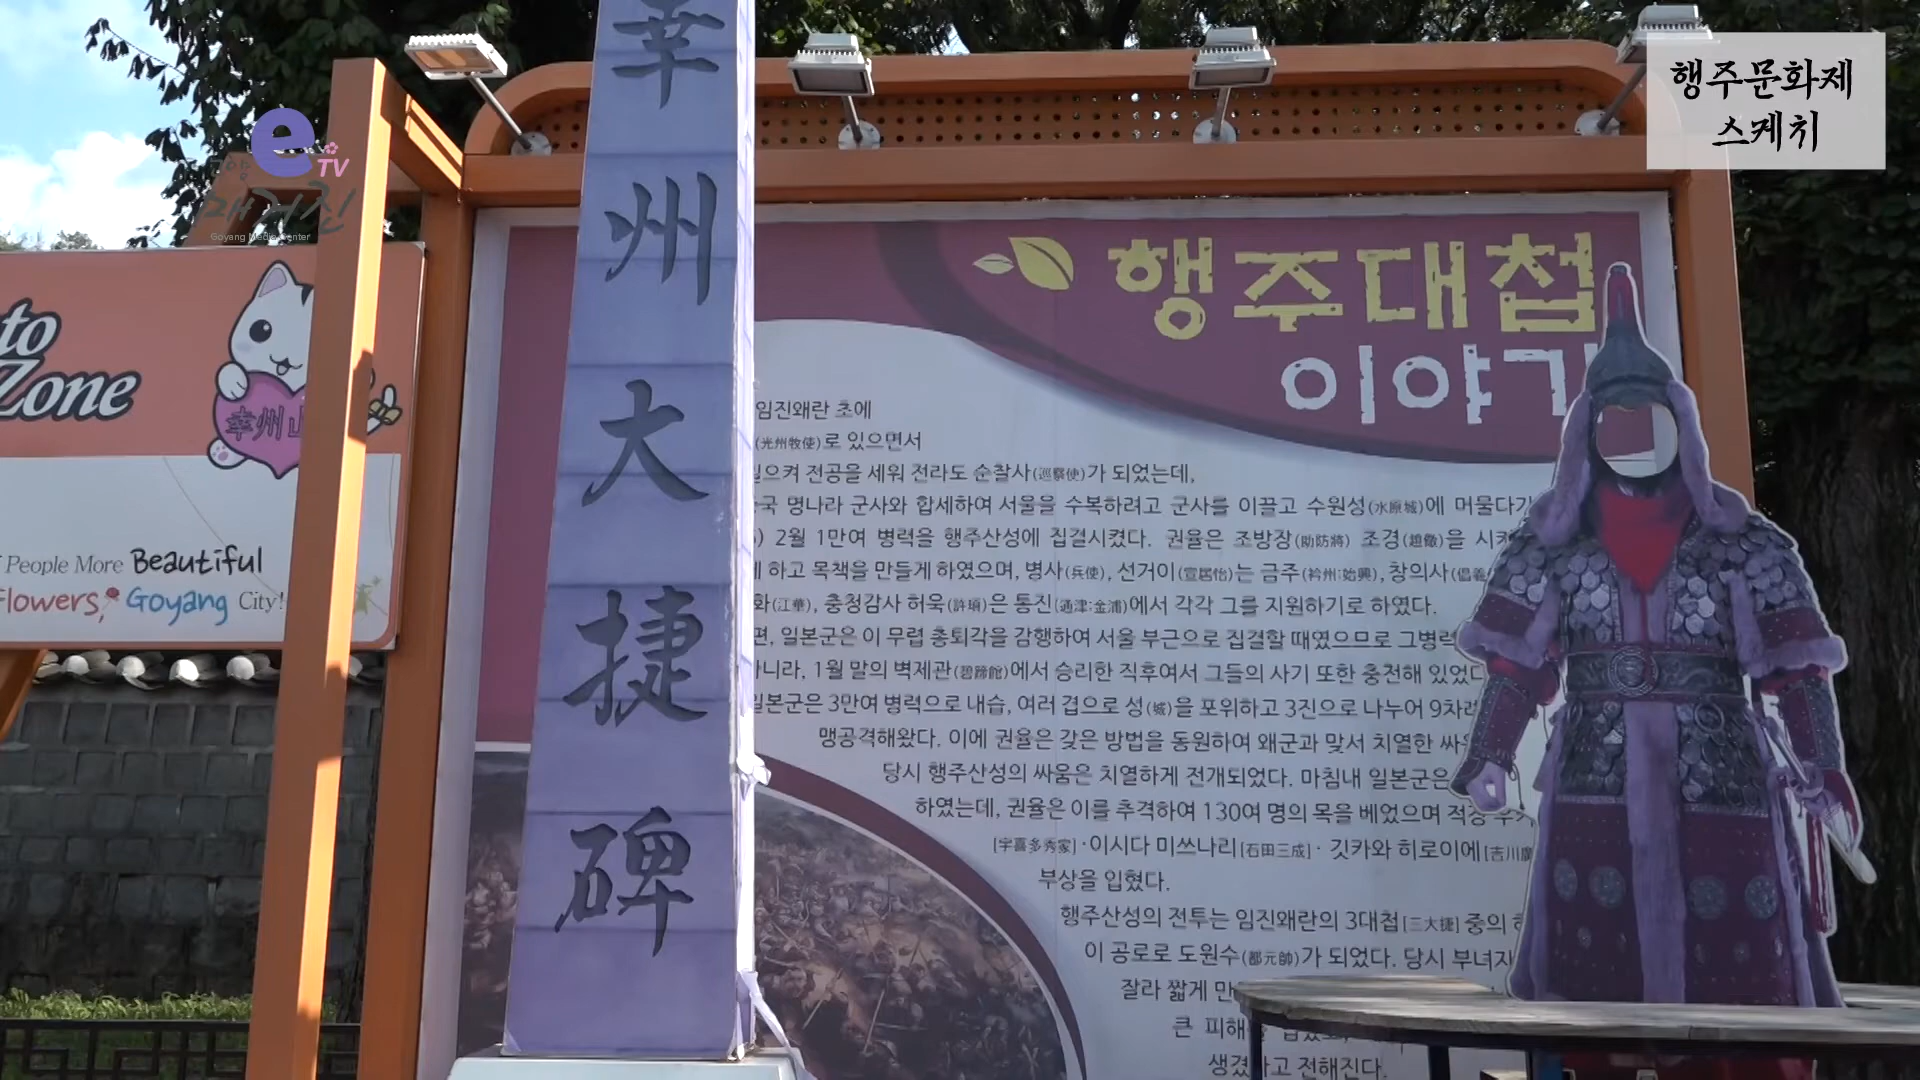 행주문화제
스케치
e TV
매거진
Goyang Media Center
幸州大捷碑
to
Zone
幸州
People More Beautiful
Flowers, Goyang City!
행주대첩
이야기
임진왜란 초에
(光州牧使)로 있으면서
전공을 세워 전라도 순찰사(巡察使)가 되었는데,
명나라 군사와 합세하여 서울을 수복하려고 군사를 이끌고 수원성(水原城)에 머물다가
2월 1만여 병력을 행주산성에 집결시켰다. 권율은 조방장(助防將) 조경(趙儆)을
하고 목책을 만들게 하였으며, 병사(兵使), 선거이(宣居怡)는 금주(衿州:始興), 창의사(倡義
(江華), 충청감사 허욱(許頊)은 통진(通津:金浦)에서 각각 그를 지원하기로 하였다.
일본군은 이 무렵 총퇴각을 감행하여 서울 부근으로 집결할 때였으므로 그병력
아니라, 1월 말의 벽제관(碧蹄館)에서 승리한 직후여서 그들의 사기 또한 충천해 있었다
일본군은 3만여 병력으로 내습, 여러 겹으로 성(城)을 포위하고 3진으로 나누어 9차례
맹공격해왔다. 이에 권율은 갖은 방법을 동원하여 왜군과 맞서 치열한
당시 행주산성의 싸움은 치열하게 전개되었다. 마침내 일본군은
하였는데, 권율은 이를 추격하여 130여 명의 목을 베었으며 적장
[宇喜多秀家]·이시다 미쓰나리[石田三成]· 깃카와 히로이에[吉川廣
부상을 입혔다.
행주산성의 전투는 임진왜란의 3대첩[三大捷] 중의
이 공로로 도원수(都元帥)가 되었다. 당시 부녀자
잘라 짧게
큰 피해
전해진다.